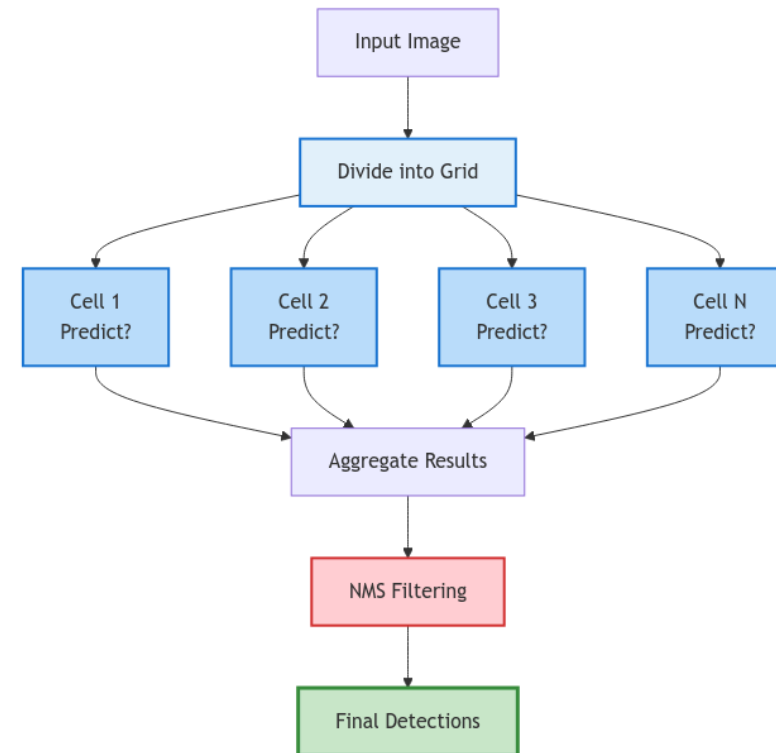 Input Image
Divide into Grid
Cell 1
Predict?
Cell 2
Predict?
Cell 3
Predict?
Cell N
Predict?
Aggregate Results
NMS Filtering
Final Detections